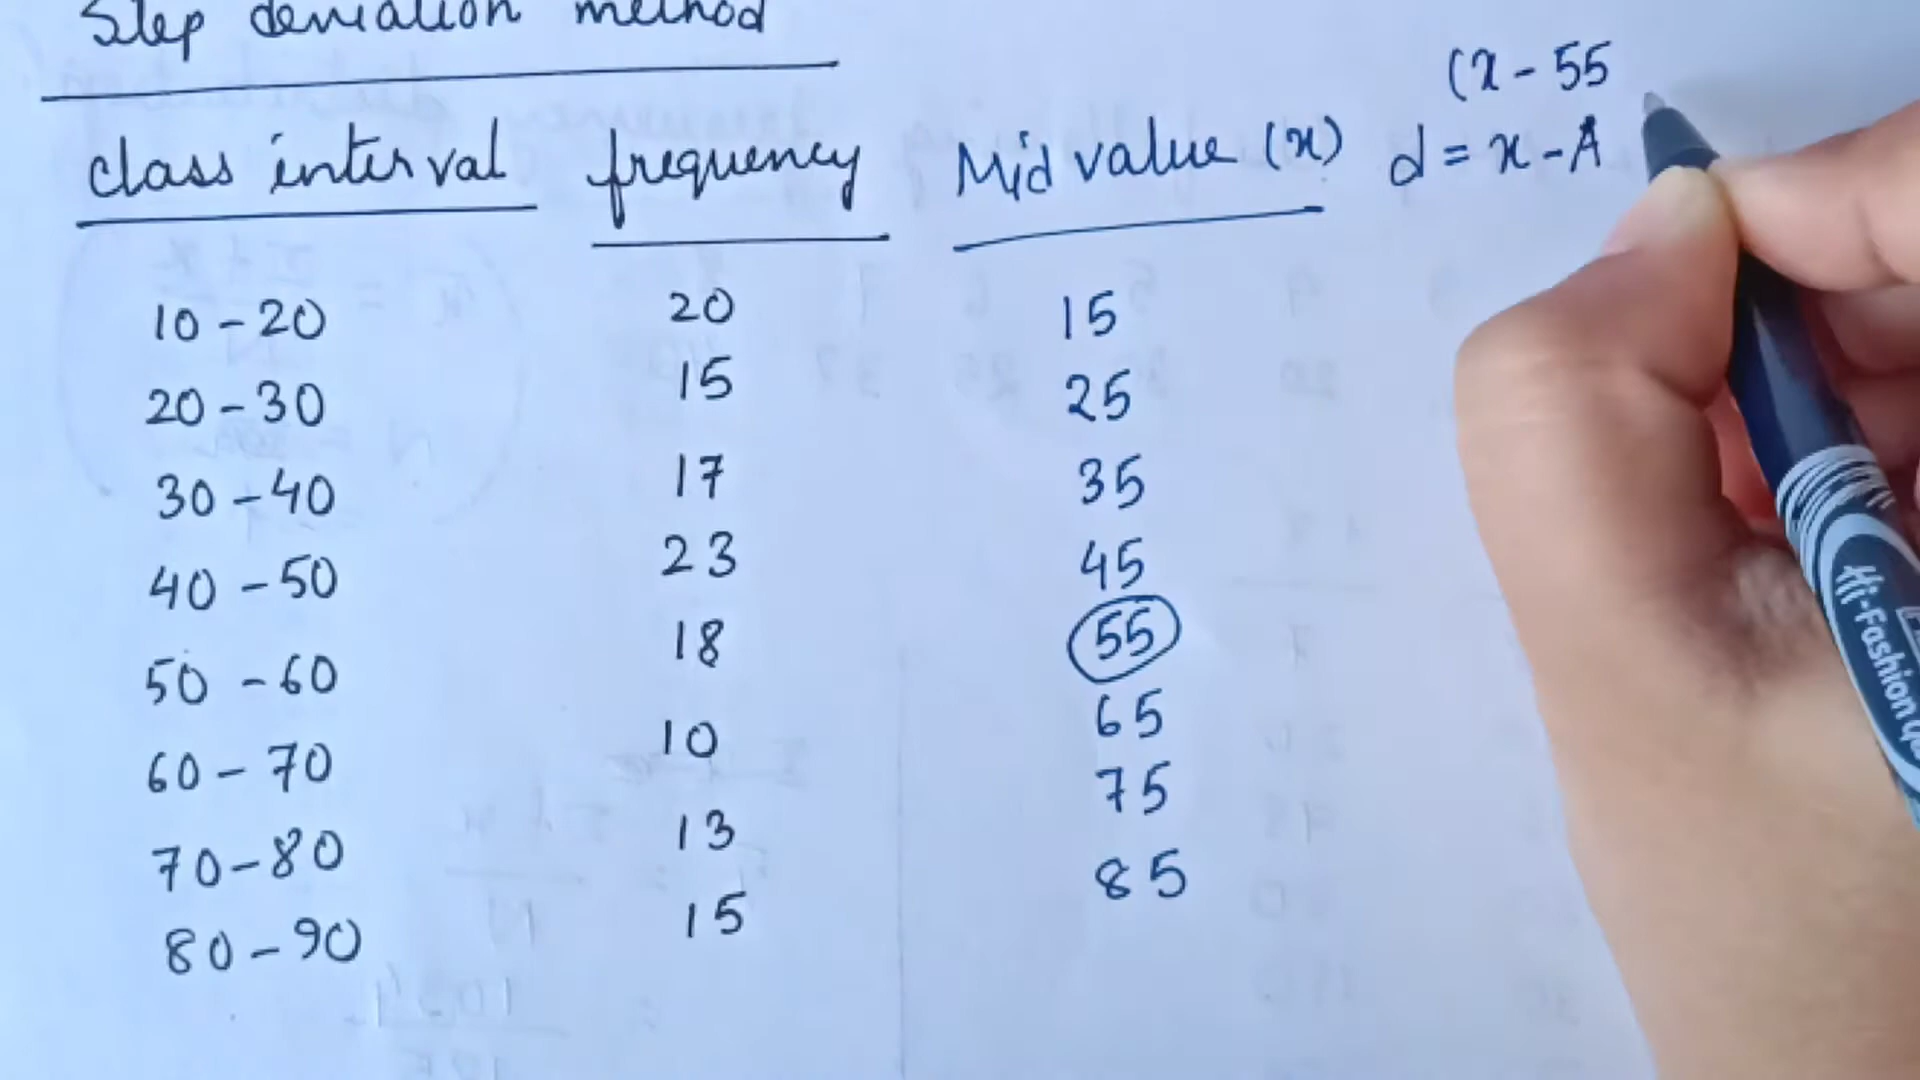 Step deviation method
(x - 55
class interval frequency Mid value (x) d = x - A
10 - 20 20 15
20 - 30 15 25
30 - 40 17 35
40 - 50 23 45
50 - 60 18 55
60 - 70 10 65
70 - 80 13 75
80 - 90 15 85
Hi-Fashion